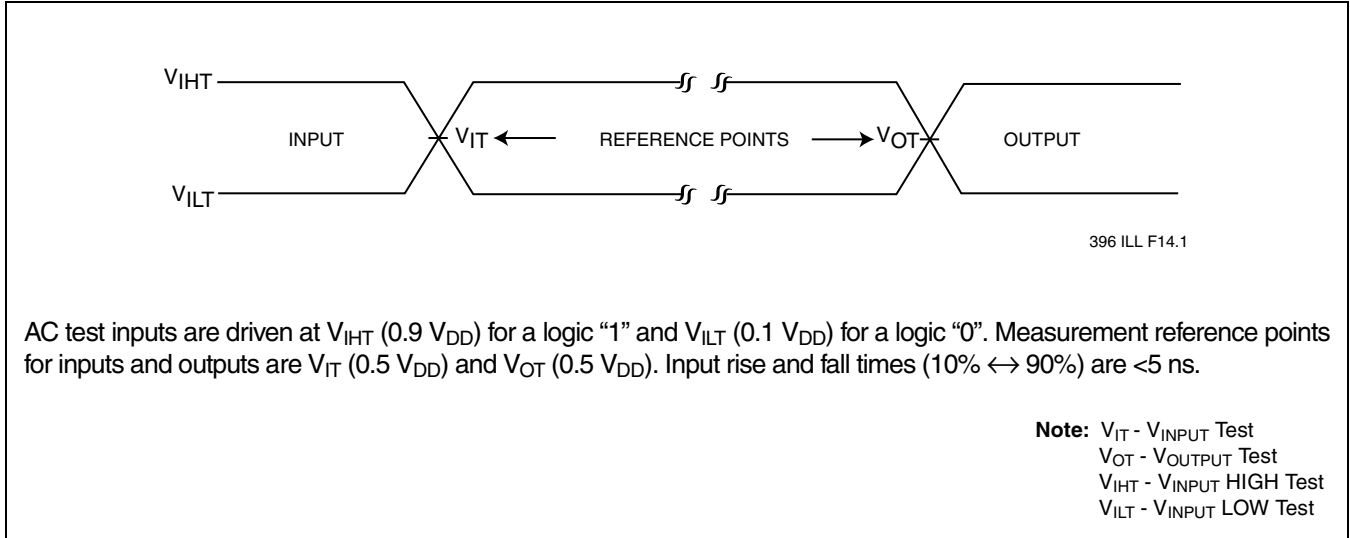 VIHT
INPUT VIT REFERENCE POINTS VOT OUTPUT
VILT
396 ILL F14.1
AC test inputs are driven at VIHT (0.9 VDD) for a logic “1” and VILT (0.1 VDD) for a logic “0”. Measurement reference points
for inputs and outputs are VIT (0.5 VDD) and VOT (0.5 VDD). Input rise and fall times (10% ↔ 90%) are <5 ns.
Note: VIT - VINPUT Test
VOT - VOUTPUT Test
VIHT - VINPUT HIGH Test
VILT - VINPUT LOW Test